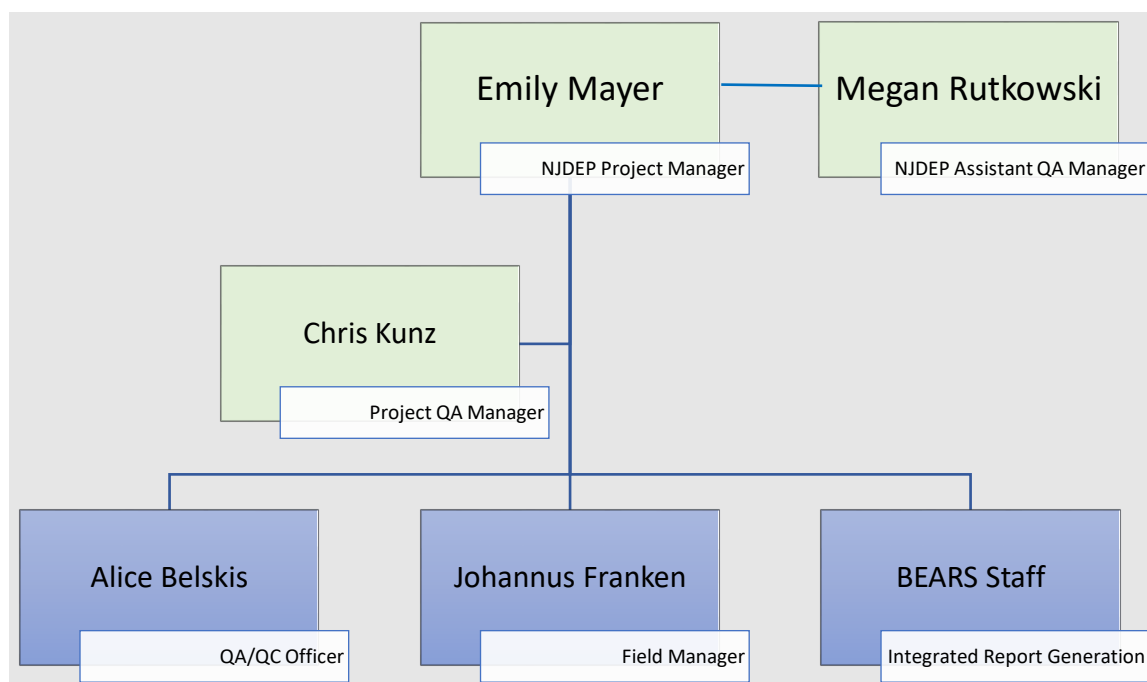 Emily Mayer
NJDEP Project Manager
Megan Rutkowski
NJDEP Assistant QA Manager
Chris Kunz
Project QA Manager
Alice Belskis
QA/QC Officer
Johannus Franken
Field Manager
BEARS Staff
Integrated Report Generation